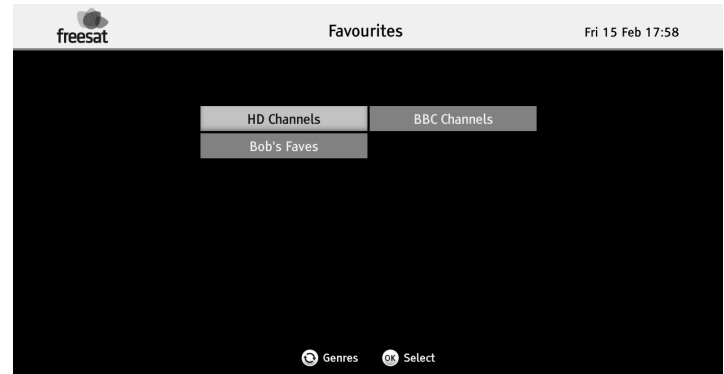 freesat
Favourites
Fri 15 Feb 17:58
HD Channels
BBC Channels
Bob's Faves
Genres
OK Select